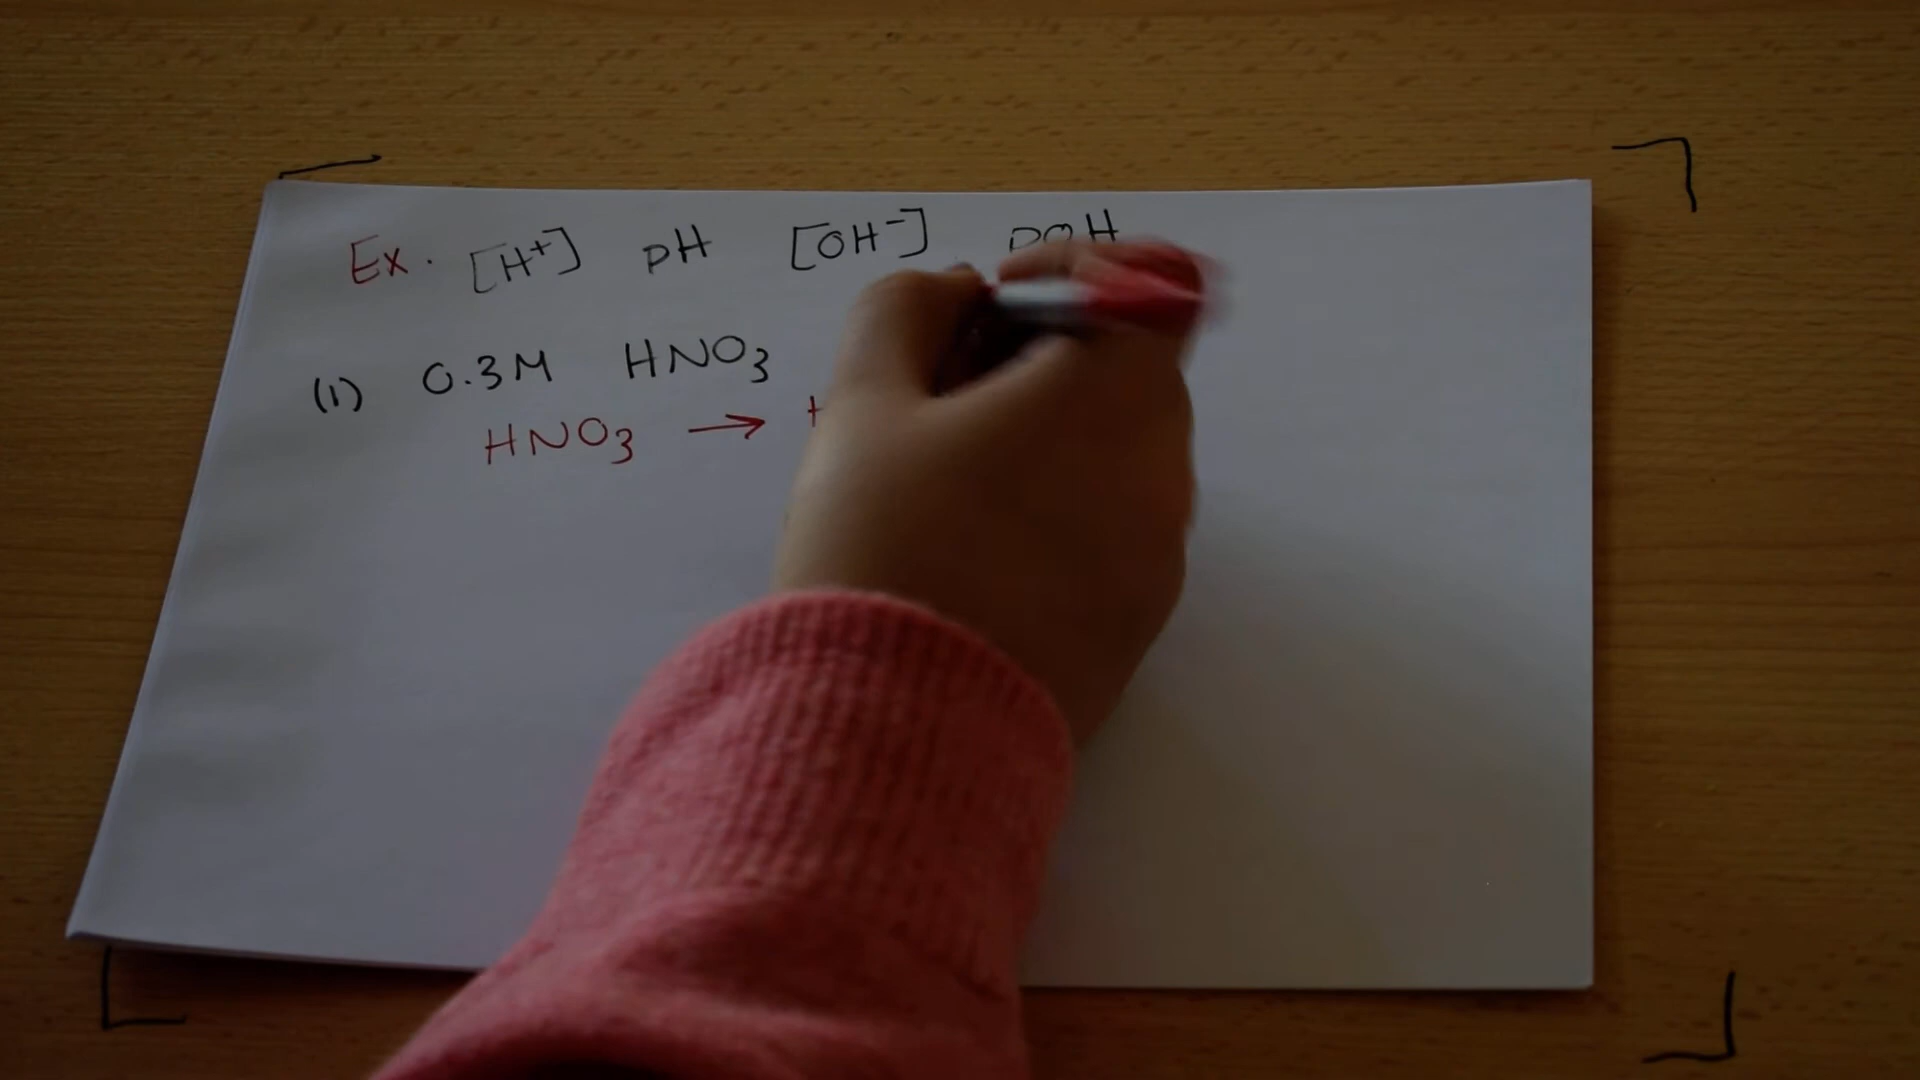 Ex. [H⁺] pH [OH⁻] pOH
(1) 0.3M HNO₃
HNO₃ →